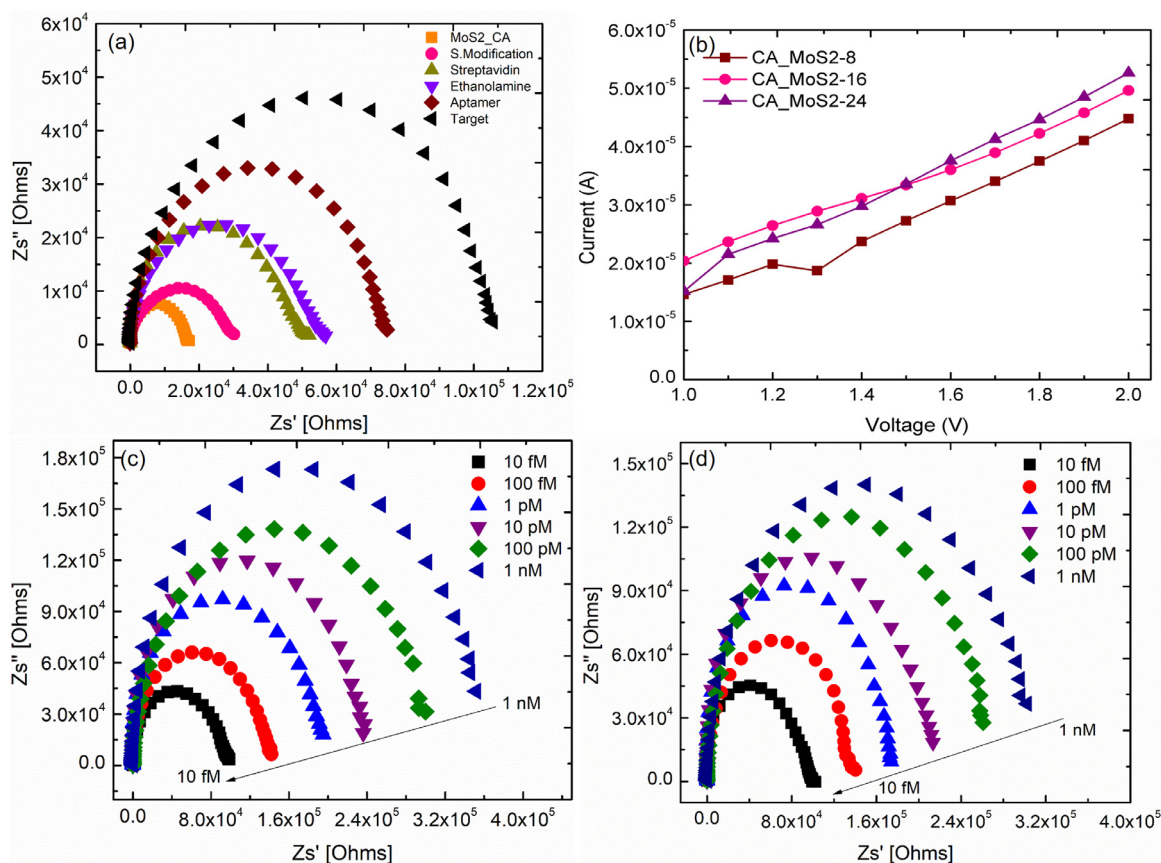 (a)
6x10⁴
5x10⁴
4x10⁴
3x10⁴
2x10⁴
1x10⁴
0
Zs'' [Ohms]
MoS2_CA
S.Modification
Streptavidin
Ethanolamine
Aptamer
Target
0.0 2.0x10⁴ 4.0x10⁴ 6.0x10⁴ 8.0x10⁴ 1.0x10⁵ 1.2x10⁵
Zs' [Ohms]
(b)
6.0x10⁻⁵
5.0x10⁻⁵
4.0x10⁻⁵
3.0x10⁻⁵
2.0x10⁻⁵
1.0x10⁻⁵
0.0
Current (A)
CA_MoS2-8
CA_MoS2-16
CA_MoS2-24
1.0 1.2 1.4 1.6 1.8 2.0
Voltage (V)
(c)
1.8x10⁵
1.5x10⁵
1.2x10⁵
9.0x10⁴
6.0x10⁴
3.0x10⁴
0.0
Zs'' [Ohms]
10 fM
100 fM
1 pM
10 pM
100 pM
1 nM
1 nM
10 fM
0.0 8.0x10⁴ 1.6x10⁵ 2.4x10⁵ 3.2x10⁵ 4.0x10⁵
Zs' [Ohms]
(d)
1.5x10⁵
1.2x10⁵
9.0x10⁴
6.0x10⁴
3.0x10⁴
0.0
Zs'' [Ohms]
10 fM
100 fM
1 pM
10 pM
100 pM
1 nM
1 nM
10 fM
0.0 8.0x10⁴ 1.6x10⁵ 2.4x10⁵ 3.2x10⁵ 4.0x10⁵
Zs' [Ohms]